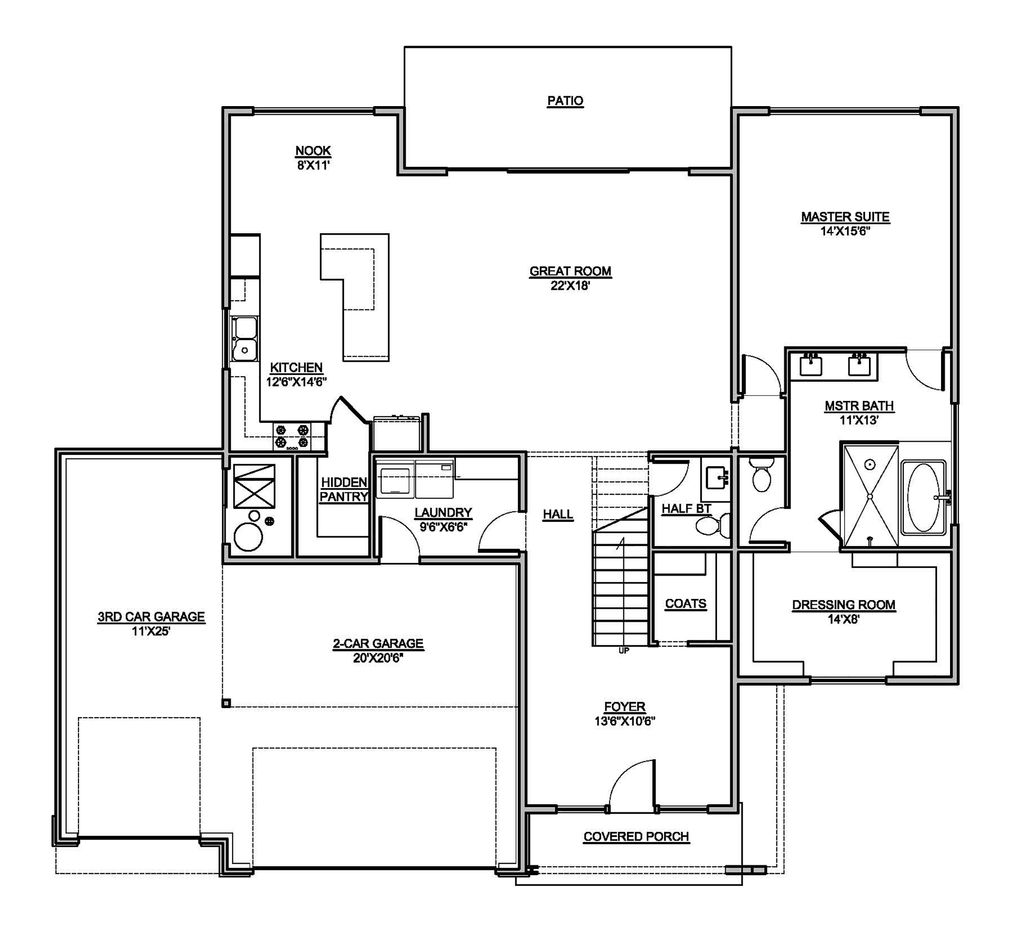 PATIO
NOOK
8'X11'
MASTER SUITE
14'X15'6"
GREAT ROOM
22'X18'
KITCHEN
12'6"X14'6"
MSTR BATH
11'X13'
HIDDEN
PANTRY
LAUNDRY
9'6"X6'6"
HALL
HALF BT
COATS
DRESSING ROOM
14'X8'
3RD CAR GARAGE
11'X25'
2-CAR GARAGE
20'X20'6"
UP
FOYER
13'6"X10'6"
COVERED PORCH